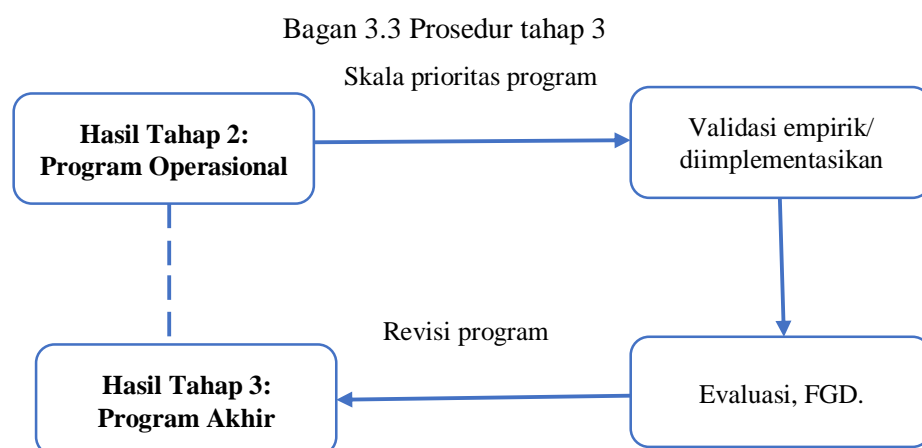 Bagan 3.3 Prosedur tahap 3
Skala prioritas program
Hasil Tahap 2:
Program Operasional
Validasi empirik/
diimplementasikan
Revisi program
Hasil Tahap 3:
Program Akhir
Evaluasi, FGD.